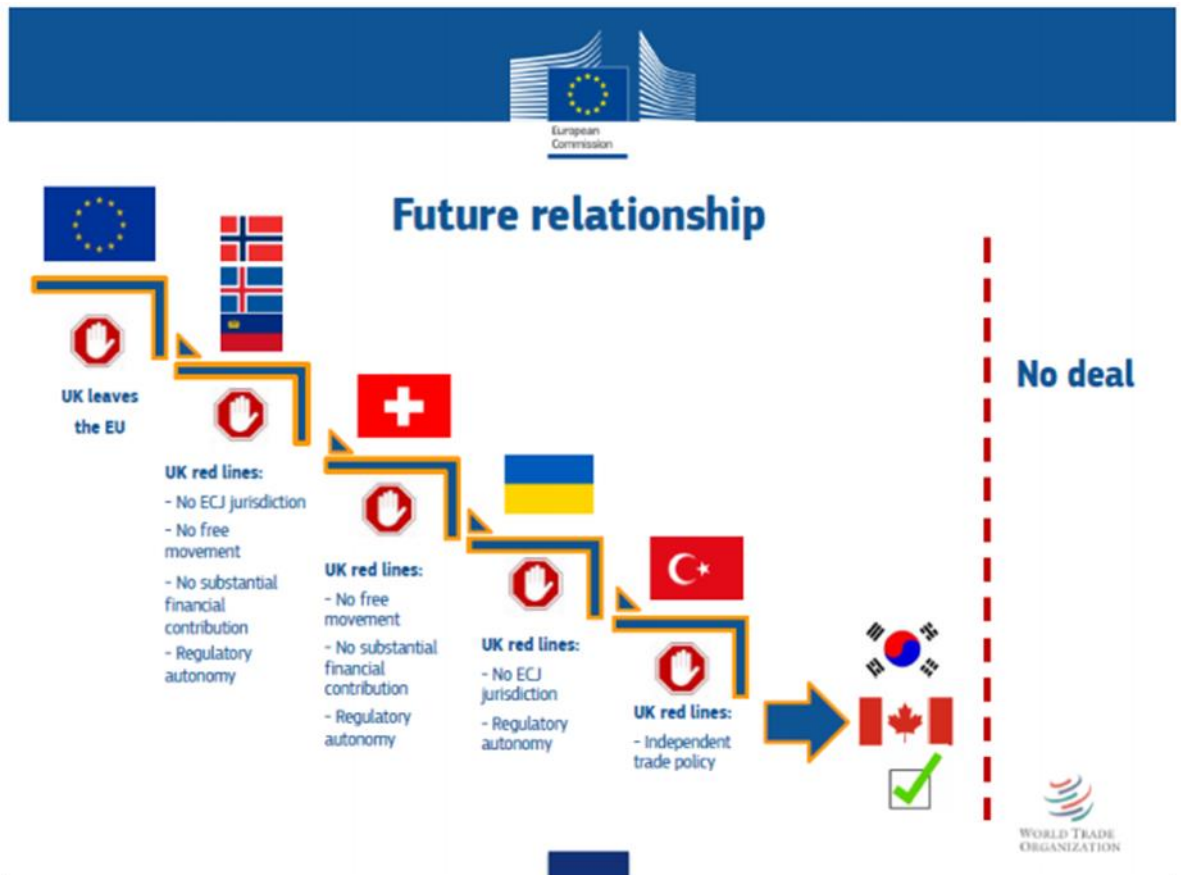 European
Commission
Future relationship
UK leaves
the EU
UK red lines:
- No ECJ jurisdiction
- No free
movement
- No substantial
financial
contribution
- Regulatory
autonomy
UK red lines:
- No free
movement
- No substantial
financial
contribution
- Regulatory
autonomy
UK red lines:
- No ECJ
jurisdiction
- Regulatory
autonomy
UK red lines:
- Independent
trade policy
No deal
WORLD TRADE
ORGANIZATION